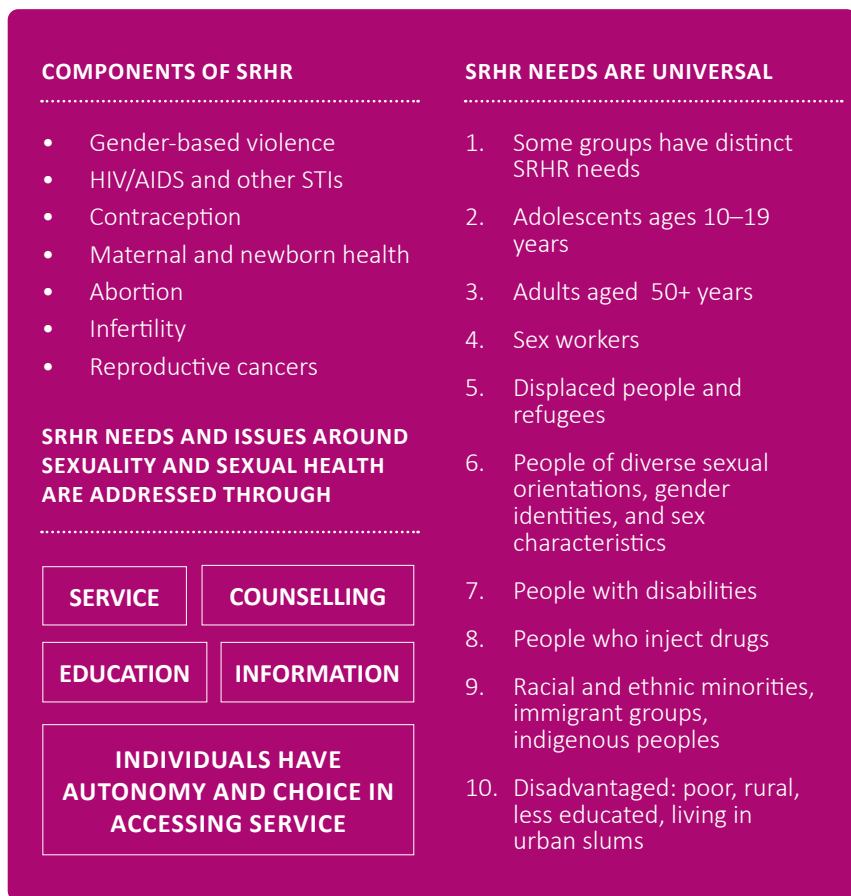 COMPONENTS OF SRHR
• Gender-based violence
• HIV/AIDS and other STIs
• Contraception
• Maternal and newborn health
• Abortion
• Infertility
• Reproductive cancers
SRHR NEEDS AND ISSUES AROUND
SEXUALITY AND SEXUAL HEALTH
ARE ADDRESSED THROUGH
SERVICE
COUNSELLING
EDUCATION
INFORMATION
INDIVIDUALS HAVE
AUTONOMY AND CHOICE IN
ACCESSING SERVICE
SRHR NEEDS ARE UNIVERSAL
1. Some groups have distinct
SRHR needs
2. Adolescents ages 10–19
years
3. Adults aged 50+ years
4. Sex workers
5. Displaced people and
refugees
6. People of diverse sexual
orientations, gender
identities, and sex
characteristics
7. People with disabilities
8. People who inject drugs
9. Racial and ethnic minorities,
immigrant groups,
indigenous peoples
10. Disadvantaged: poor, rural,
less educated, living in
urban slums